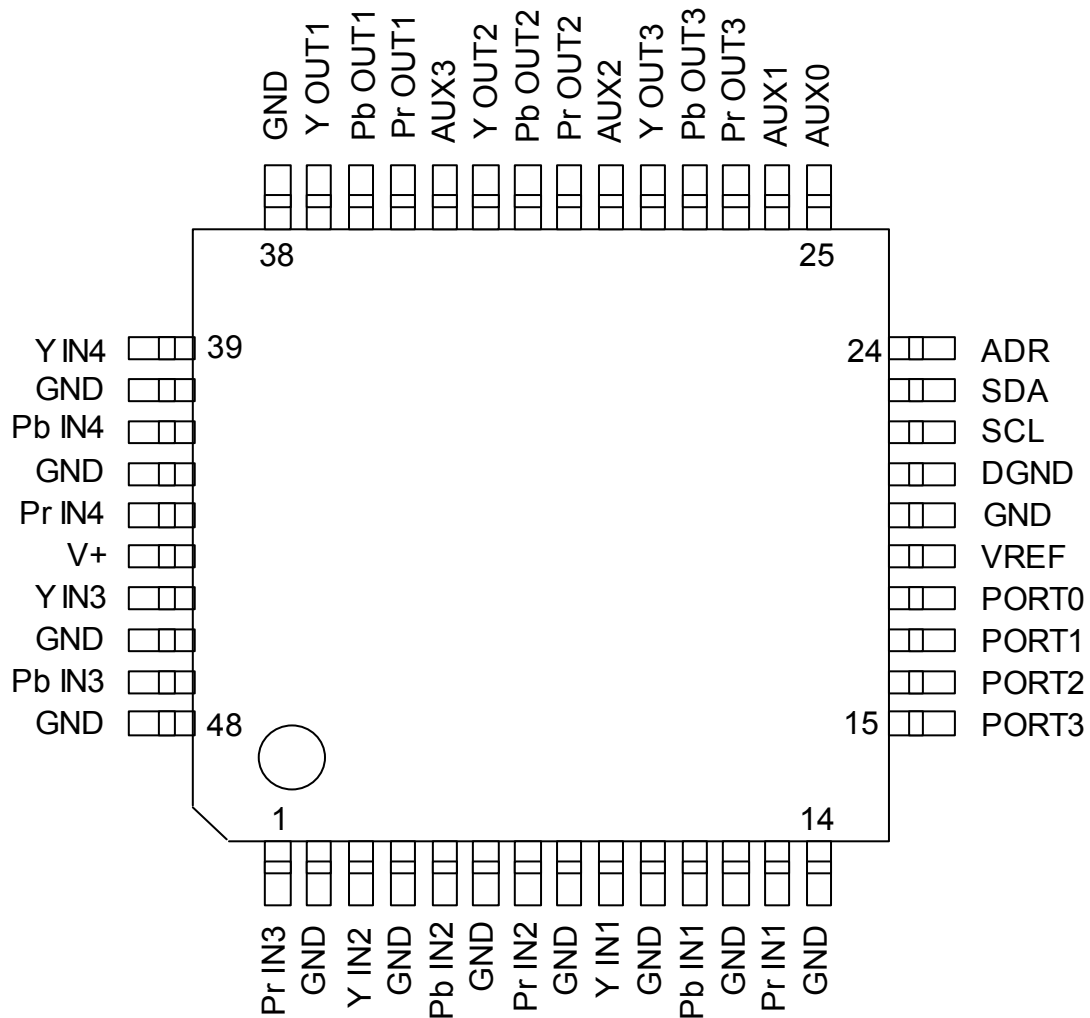 GND
Y OUT1
Pb OUT1
Pr OUT1
AUX3
Y OUT2
Pb OUT2
Pr OUT2
AUX2
Y OUT3
Pb OUT3
Pr OUT3
AUX1
AUX0
38
25
Y IN4
39
24
ADR
GND
SDA
Pb IN4
SCL
GND
DGND
Pr IN4
GND
V+
VREF
Y IN3
PORT0
GND
PORT1
Pb IN3
PORT2
GND
48
15
PORT3
1
14
Pr IN3
GND
Y IN2
GND
Pb IN2
GND
Pr IN2
GND
Y IN1
GND
Pb IN1
GND
Pr IN1
GND